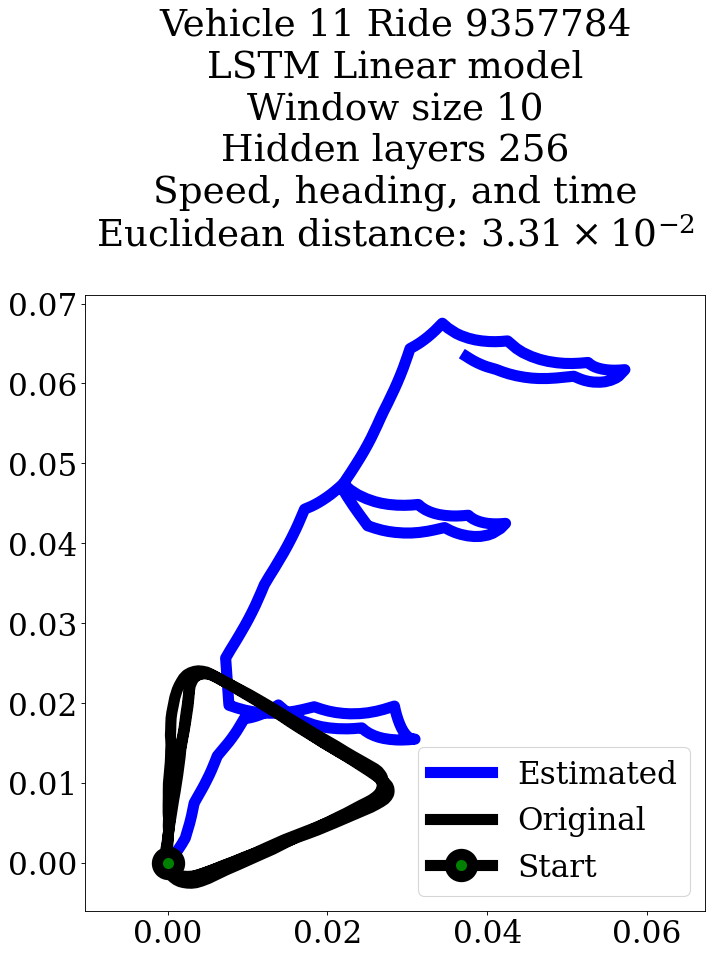 Vehicle 11 Ride 9357784
LSTM Linear model
Window size 10
Hidden layers 256
Speed, heading, and time
Euclidean distance: 3.31 × 10⁻²
0.07
0.06
0.05
0.04
0.03
0.02
0.01
0.00
Estimated
Original
Start
0.00 0.02 0.04 0.06